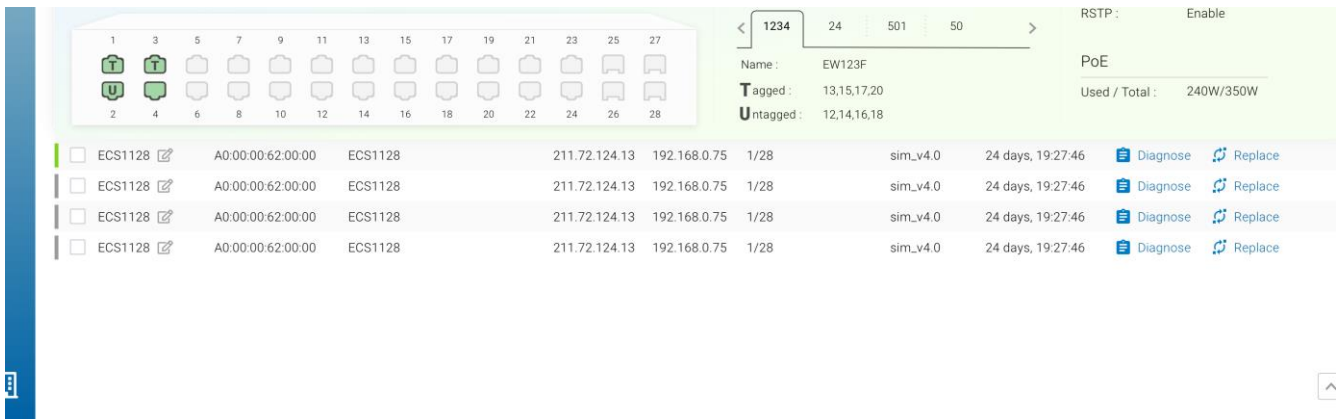 1 3 5 7 9 11 13 15 17 19 21 23 25 27
T T
U
2 4 6 8 10 12 14 16 18 20 22 24 26 28
1234 24 501 50
Name : EW123F
Tagged : 13,15,17,20
Untagged : 12,14,16,18
RSTP : Enable
PoE
Used / Total : 240W/350W
ECS1128 A0:00:00:62:00:00 ECS1128 211.72.124.13 192.168.0.75 1/28 sim_v4.0 24 days, 19:27:46 Diagnose Replace
ECS1128 A0:00:00:62:00:00 ECS1128 211.72.124.13 192.168.0.75 1/28 sim_v4.0 24 days, 19:27:46 Diagnose Replace
ECS1128 A0:00:00:62:00:00 ECS1128 211.72.124.13 192.168.0.75 1/28 sim_v4.0 24 days, 19:27:46 Diagnose Replace
ECS1128 A0:00:00:62:00:00 ECS1128 211.72.124.13 192.168.0.75 1/28 sim_v4.0 24 days, 19:27:46 Diagnose Replace